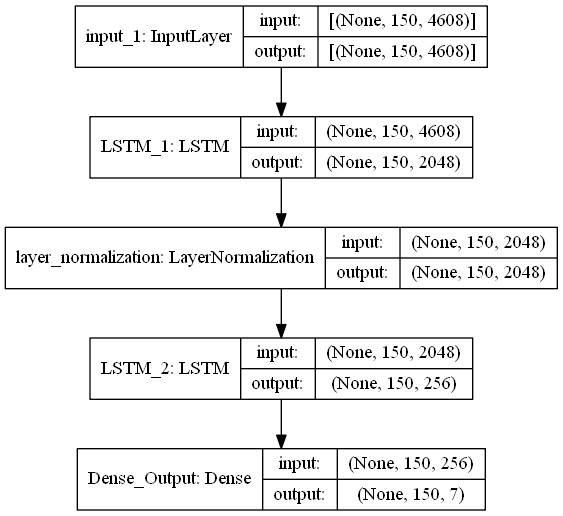 input_1: InputLayer
input: [(None, 150, 4608)]
output: [(None, 150, 4608)]
LSTM_1: LSTM
input: (None, 150, 4608)
output: (None, 150, 2048)
layer_normalization: LayerNormalization
input: (None, 150, 2048)
output: (None, 150, 2048)
LSTM_2: LSTM
input: (None, 150, 2048)
output: (None, 150, 256)
Dense_Output: Dense
input: (None, 150, 256)
output: (None, 150, 7)